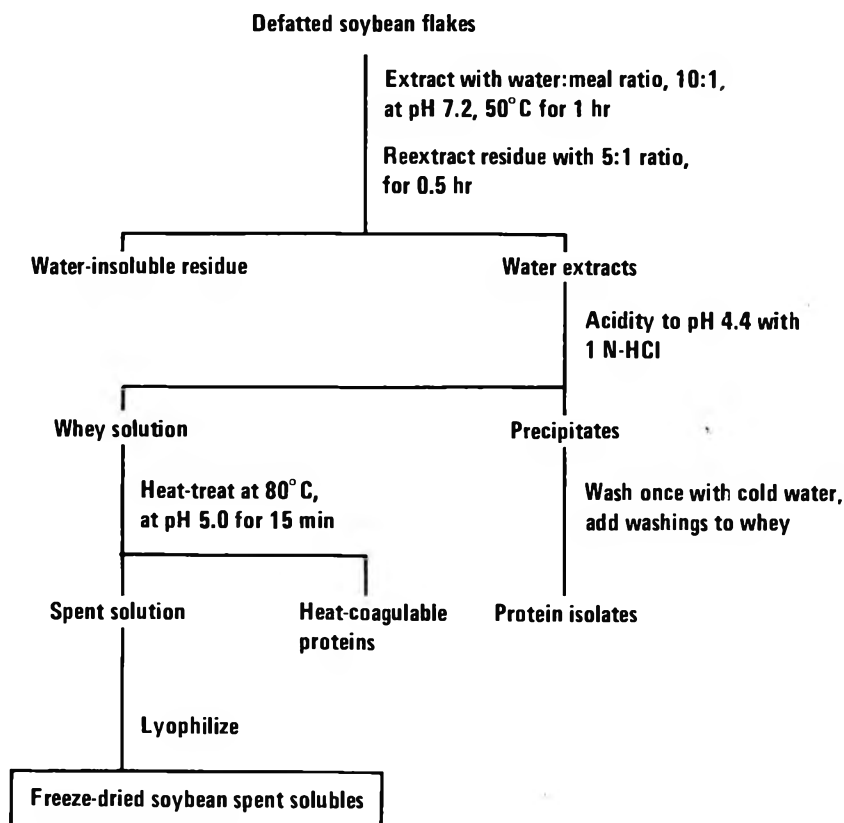 Defatted soybean flakes
Extract with water:meal ratio, 10:1,
at pH 7.2, 50°C for 1 hr
Reextract residue with 5:1 ratio,
for 0.5 hr
Water-insoluble residue
Water extracts
Acidity to pH 4.4 with
1 N-HCl
Whey solution
Precipitates
Heat-treat at 80°C,
at pH 5.0 for 15 min
Wash once with cold water,
add washings to whey
Spent solution
Heat-coagulable
proteins
Protein isolates
Lyophilize
Freeze-dried soybean spent solubles